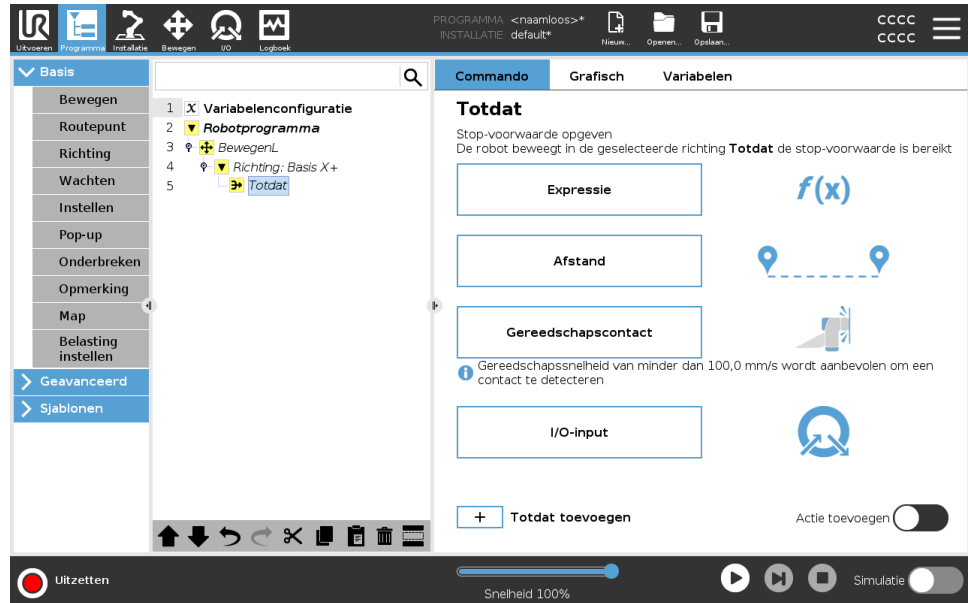 UR
Uitvoeren
Programma
Installatie
Bewegen
I/O
Logboek
PROGRAMMA <naamloos>*
INSTALLATIE default*
Nieuw...
Openen...
Opslaan...
cccc
cccc
Basis
Bewegen
Routepunt
Richting
Wachten
Instellen
Pop-up
Onderbreken
Opmerking
Map
Belasting
instellen
Geavanceerd
Sjablonen
1 X Variabelenconfiguratie
2 Robotprogramma
3 BewegenL
4 Richting: Basis X+
5 Totdat
Commando
Grafisch
Variabelen
Totdat
Stop-voorwaarde opgeven
De robot beweegt in de geselecteerde richting Totdat de stop-voorwaarde is bereikt
Expressie
f(x)
Afstand
Gereedschapscontact
Gereedschapssnelheid van minder dan 100,0 mm/s wordt aanbevolen om een
contact te detecteren
I/O-input
+ Totdat toevoegen
Actie toevoegen
Uitzetten
Snelheid 100%
Simulatie